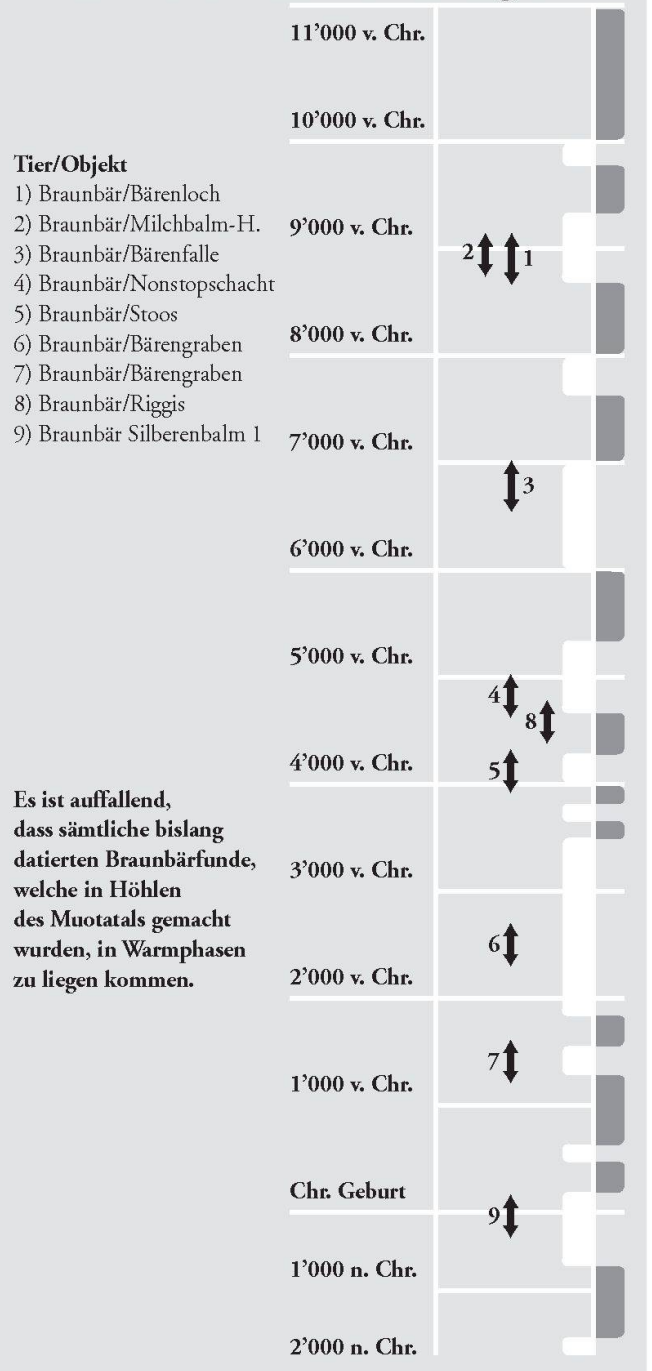 11’000 v. Chr.
10’000 v. Chr.
Tier/Objekt
1) Braunbär/Bärenloch
2) Braunbär/Milchbalm-H.
3) Braunbär/Bärenfalle
4) Braunbär/Nonstopschacht
5) Braunbär/Stoos
6) Braunbär/Bärengraben
7) Braunbär/Bärengraben
8) Braunbär/Riggis
9) Braunbär Silberenbalm 1
9’000 v. Chr.
2
1
8’000 v. Chr.
7’000 v. Chr.
3
6’000 v. Chr.
5’000 v. Chr.
4
8
5
4’000 v. Chr.
Es ist auffallend,
dass sämtliche bislang
datierten Braunbärfunde,
welche in Höhlen
des Muotatals gemacht
wurden, in Warmphasen
zu liegen kommen.
3’000 v. Chr.
6
2’000 v. Chr.
7
1’000 v. Chr.
Chr. Geburt
9
1’000 n. Chr.
2’000 n. Chr.